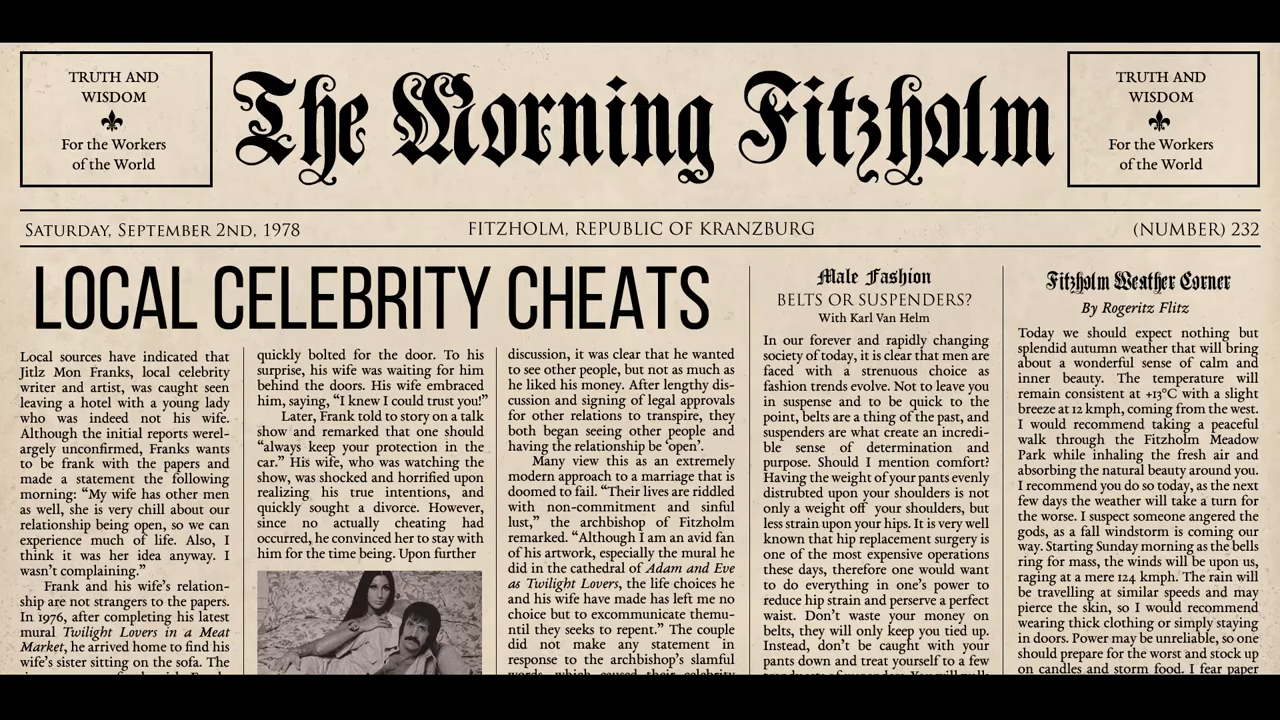 TRUTH AND
WISDOM
For the Workers
of the World
The Morning Fitzholm
TRUTH AND
WISDOM
For the Workers
of the World
SATURDAY, SEPTEMBER 2ND, 1978
FITZHOLM, REPUBLIC OF KRANZBURG
(NUMBER) 232
LOCAL CELEBRITY CHEATS
Local sources have indicated that
Jitlz Mon Franks, local celebrity
writer and artist, was caught seen
leaving a hotel with a young lady
who was indeed not his wife.
Although the initial reports werel-
argely unconfirmed, Franks wants
to be frank with the papers and
made a statement the following
morning: “My wife has other men
as well, she is very chill about our
relationship being open, so we can
experience much of life. Also, I
think it was her idea anyway. I
wasn’t complaining.”
Frank and his wife’s relation-
ship are not strangers to the papers.
In 1976, after completing his latest
mural Twilight Lovers in a Meat
Market, he arrived home to find his
wife’s sister sitting on the sofa. The
quickly bolted for the door. To his
surprise, his wife was waiting for him
behind the doors. His wife embraced
him, saying, “I knew I could trust you!”
Later, Frank told to story on a talk
show and remarked that one should
“always keep your protection in the
car.” His wife, who was watching the
show, was shocked and horrified upon
realizing his true intentions, and
quickly sought a divorce. However,
since no actually cheating had
occurred, he convinced her to stay with
him for the time being. Upon further
discussion, it was clear that he wanted
to see other people, but not as much as
he liked his money. After lengthy dis-
cussion and signing of legal approvals
for other relations to transpire, they
both began seeing other people and
having the relationship be ‘open’.
Many view this as an extremely
modern approach to a marriage that is
doomed to fail. “Their lives are riddled
with non-commitment and sinful
lust,” the archbishop of Fitzholm
remarked. “Although I am an avid fan
of his artwork, especially the mural he
did in the cathedral of Adam and Eve
as Twilight Lovers, the life choices he
and his wife have made has left me no
choice but to excommunicate themu-
ntil they seeks to repent.” The couple
did not make any statement in
response to the archbishop’s slamful
words, which caused their celebrity
Male Fashion
BELTS OR SUSPENDERS?
With Karl Van Helm
In our forever and rapidly changing
society of today, it is clear that men are
faced with a strenuous choice as
fashion trends evolve. Not to leave you
in suspense and to be quick to the
point, belts are a thing of the past, and
suspenders are what create an incredi-
ble sense of determination and
purpose. Should I mention comfort?
Having the weight of your pants evenly
distrubted upon your shoulders is not
only a weight off your shoulders, but
less strain upon your hips. It is very well
known that hip replacement surgery is
one of the most expensive operations
these days, therefore one would want
to do everything in one’s power to
reduce hip strain and perserve a perfect
waist. Don’t waste your money on
belts, they will only keep you tied up.
Instead, don’t be caught with your
pants down and treat yourself to a few
Fitzholm Weather Corner
By Rogeritz Flitz
Today we should expect nothing but
splendid autumn weather that will bring
about a wonderful sense of calm and
inner beauty. The temperature will
remain consistent at +13°C with a slight
breeze at 12 kmph, coming from the west.
I would recommend taking a peaceful
walk through the Fitzholm Meadow
Park while inhaling the fresh air and
absorbing the natural beauty around you.
I recommend you do so today, as the next
few days the weather will take a turn for
the worse. I suspect someone angered the
gods, as a fall windstorm is coming our
way. Starting Sunday morning as the bells
ring for mass, the winds will be upon us,
raging at a mere 124 kmph. The rain will
be travelling at similar speeds and may
pierce the skin, so I would recommend
wearing thick clothing or simply staying
in doors. Power may be unreliable, so one
should prepare for the worst and stock up
on candles and storm food. I fear paper